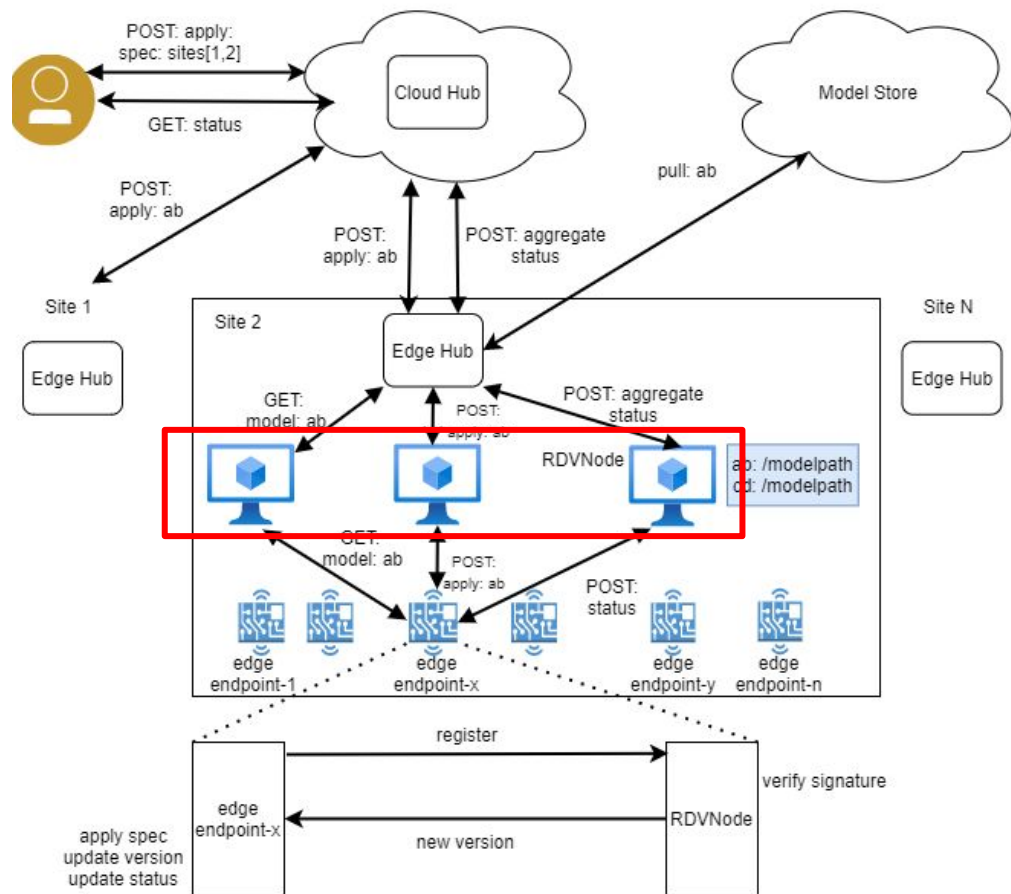 POST: apply:
spec: sites[1,2]
GET: status
Cloud Hub
Model Store
POST:
apply: ab
pull: ab
POST:
apply: ab
POST: aggregate
status
Site 1
Edge Hub
Site 2
Edge Hub
Site N
Edge Hub
GET:
model: ab
POST:
apply: ab
POST: aggregate
status
RDVNode
ab: /modelpath
cd: /modelpath
GET:
model: ab
POST:
apply: ab
POST:
status
edge
endpoint-1
edge
endpoint-x
edge
endpoint-y
edge
endpoint-n
register
edge
endpoint-x
new version
RDVNode
verify signature
apply spec
update version
update status